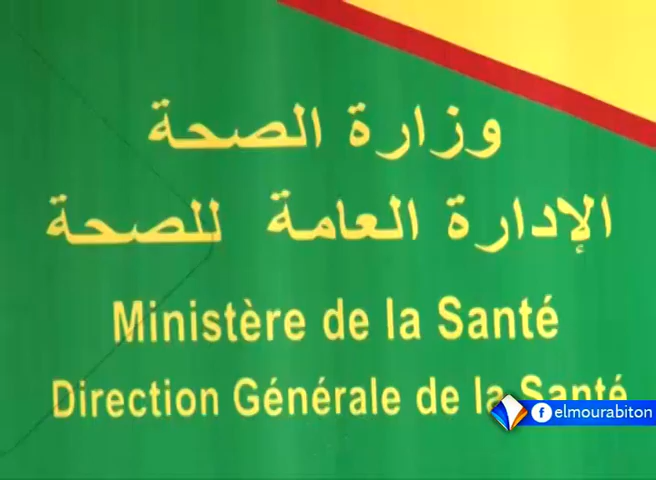 وزارة الصحة
الإدارة العامة للصحة
Ministère de la Santé
Direction Générale de la Santé
elmourabiton